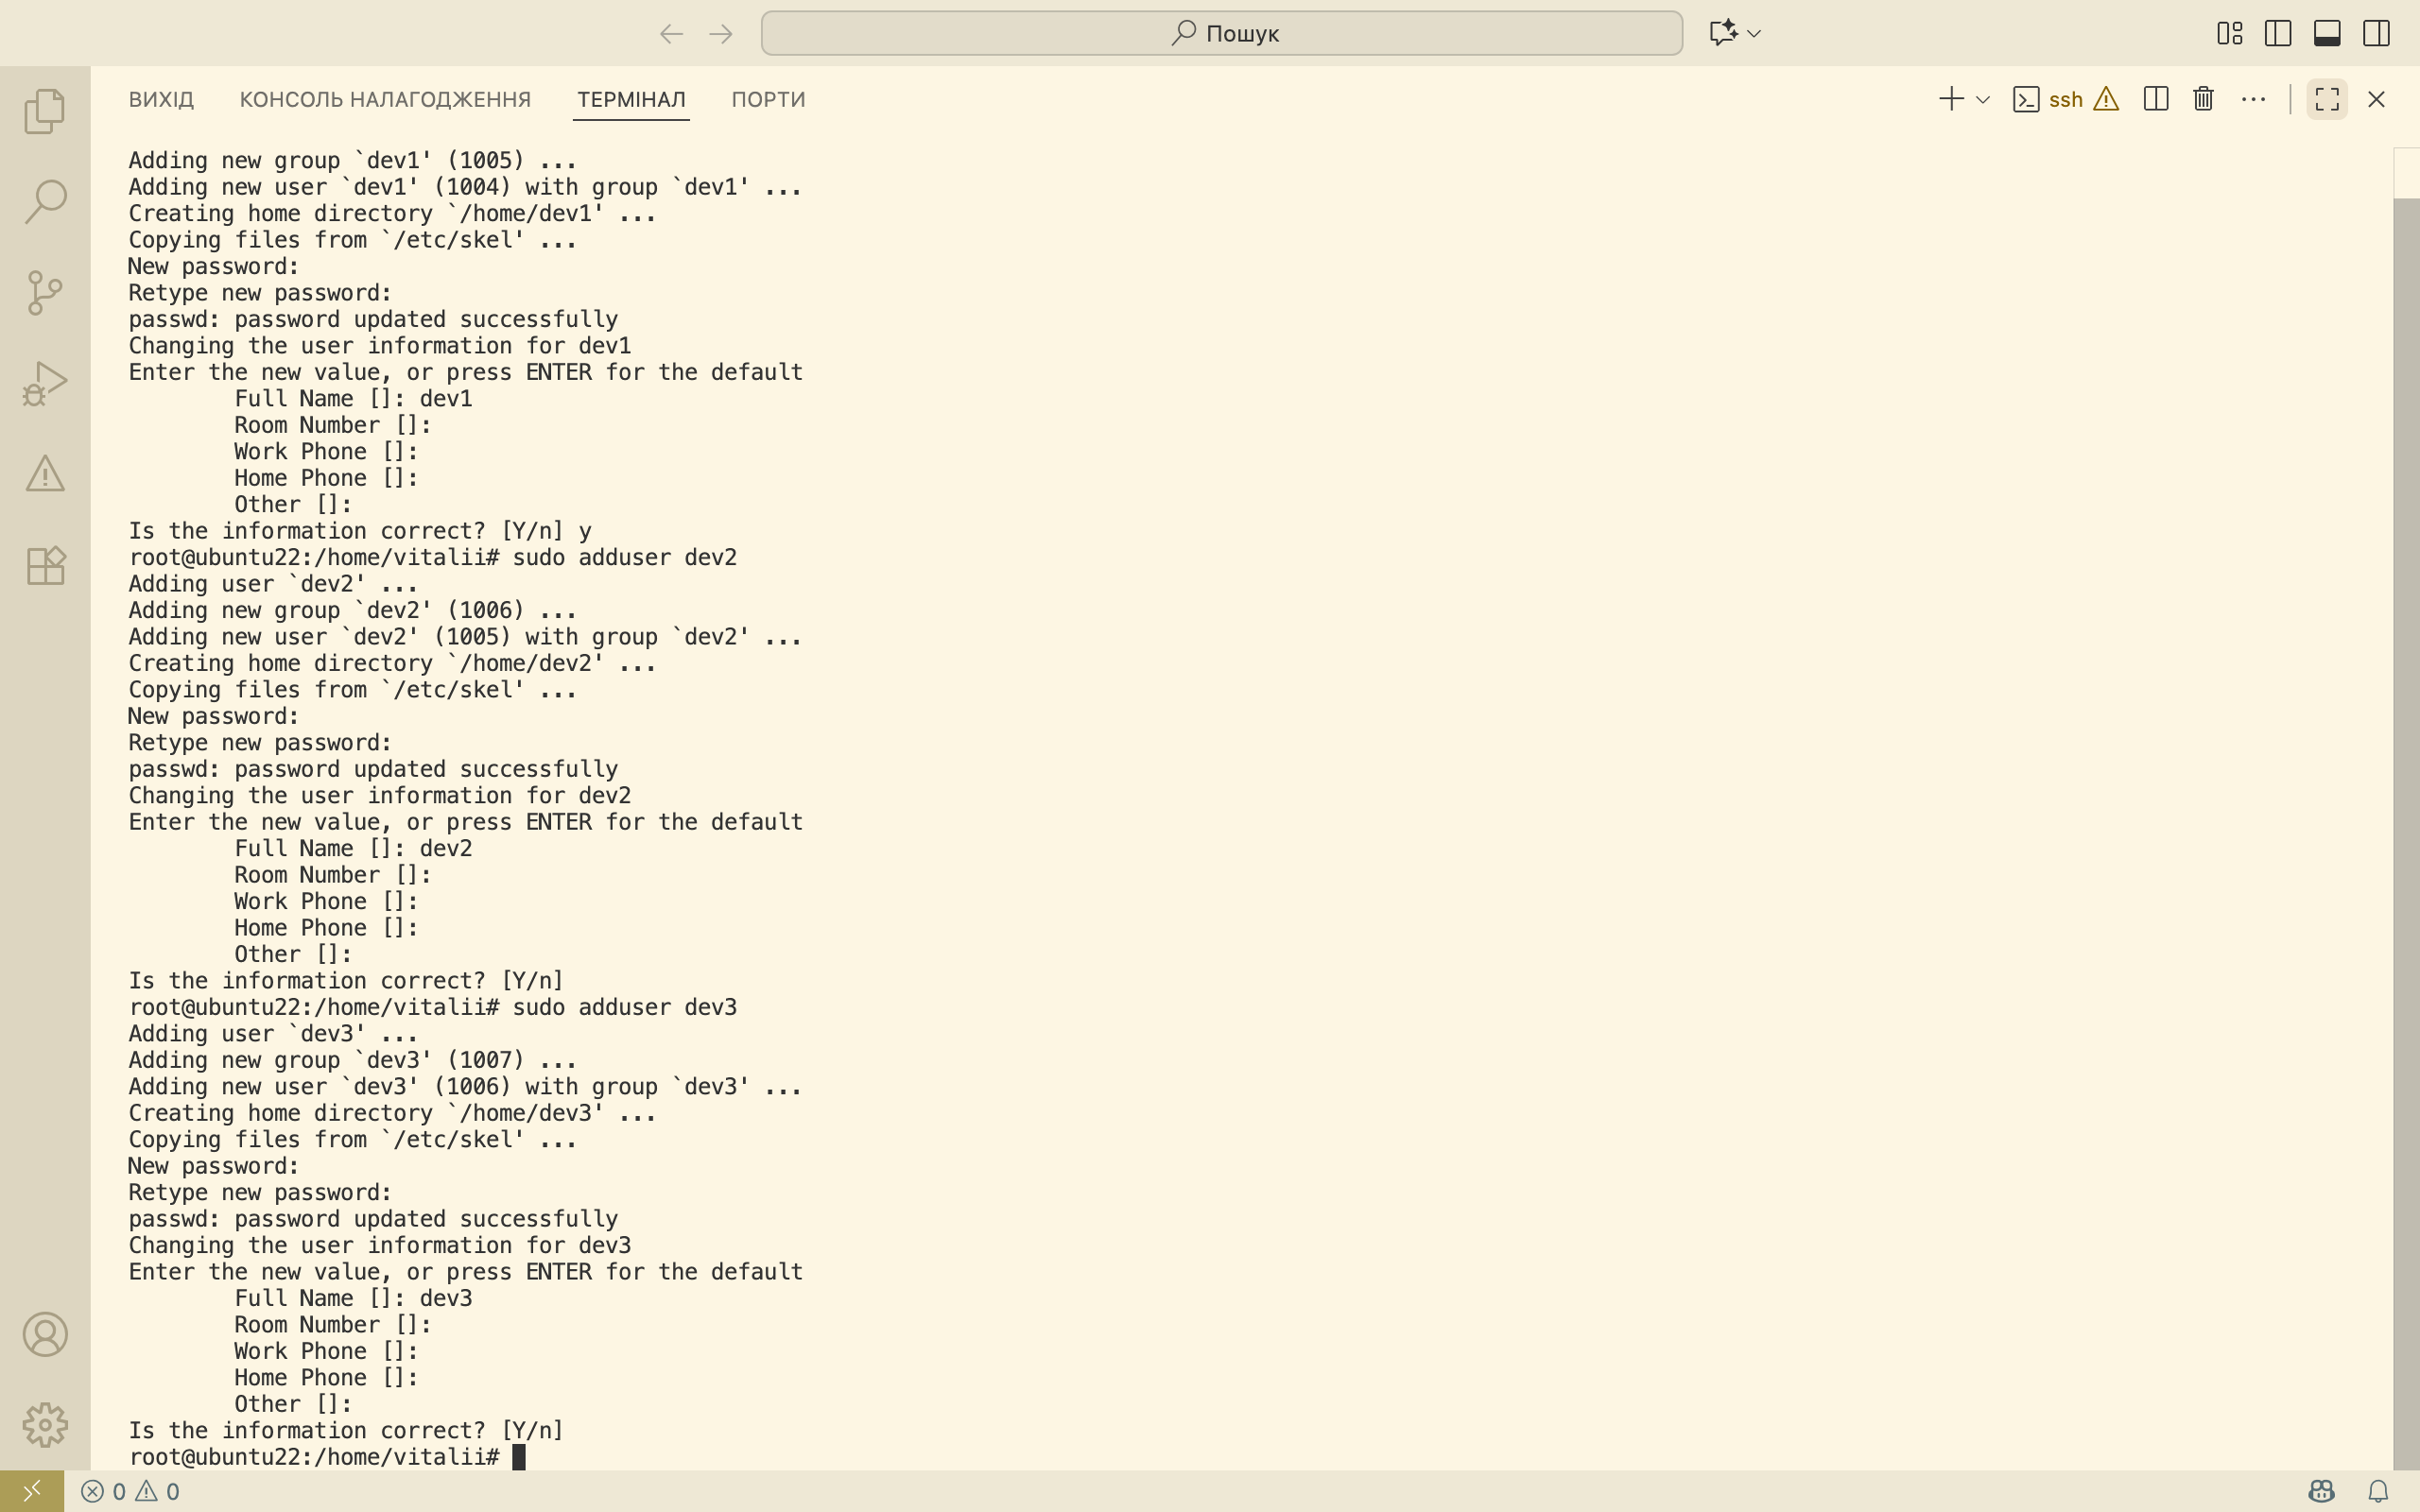 Пошук
ВИХІД КОНСОЛЬ НАЛАГОДЖЕННЯ ТЕРМІНАЛ ПОРТИ ssh
Adding new group `dev1' (1005) ...
Adding new user `dev1' (1004) with group `dev1' ...
Creating home directory `/home/dev1' ...
Copying files from `/etc/skel' ...
New password:
Retype new password:
passwd: password updated successfully
Changing the user information for dev1
Enter the new value, or press ENTER for the default
Full Name []: dev1
Room Number []:
Work Phone []:
Home Phone []:
Other []:
Is the information correct? [Y/n] y
root@ubuntu22:/home/vitalii# sudo adduser dev2
Adding user `dev2' ...
Adding new group `dev2' (1006) ...
Adding new user `dev2' (1005) with group `dev2' ...
Creating home directory `/home/dev2' ...
Copying files from `/etc/skel' ...
New password:
Retype new password:
passwd: password updated successfully
Changing the user information for dev2
Enter the new value, or press ENTER for the default
Full Name []: dev2
Room Number []:
Work Phone []:
Home Phone []:
Other []:
Is the information correct? [Y/n]
root@ubuntu22:/home/vitalii# sudo adduser dev3
Adding user `dev3' ...
Adding new group `dev3' (1007) ...
Adding new user `dev3' (1006) with group `dev3' ...
Creating home directory `/home/dev3' ...
Copying files from `/etc/skel' ...
New password:
Retype new password:
passwd: password updated successfully
Changing the user information for dev3
Enter the new value, or press ENTER for the default
Full Name []: dev3
Room Number []:
Work Phone []:
Home Phone []:
Other []:
Is the information correct? [Y/n]
root@ubuntu22:/home/vitalii#
0 0